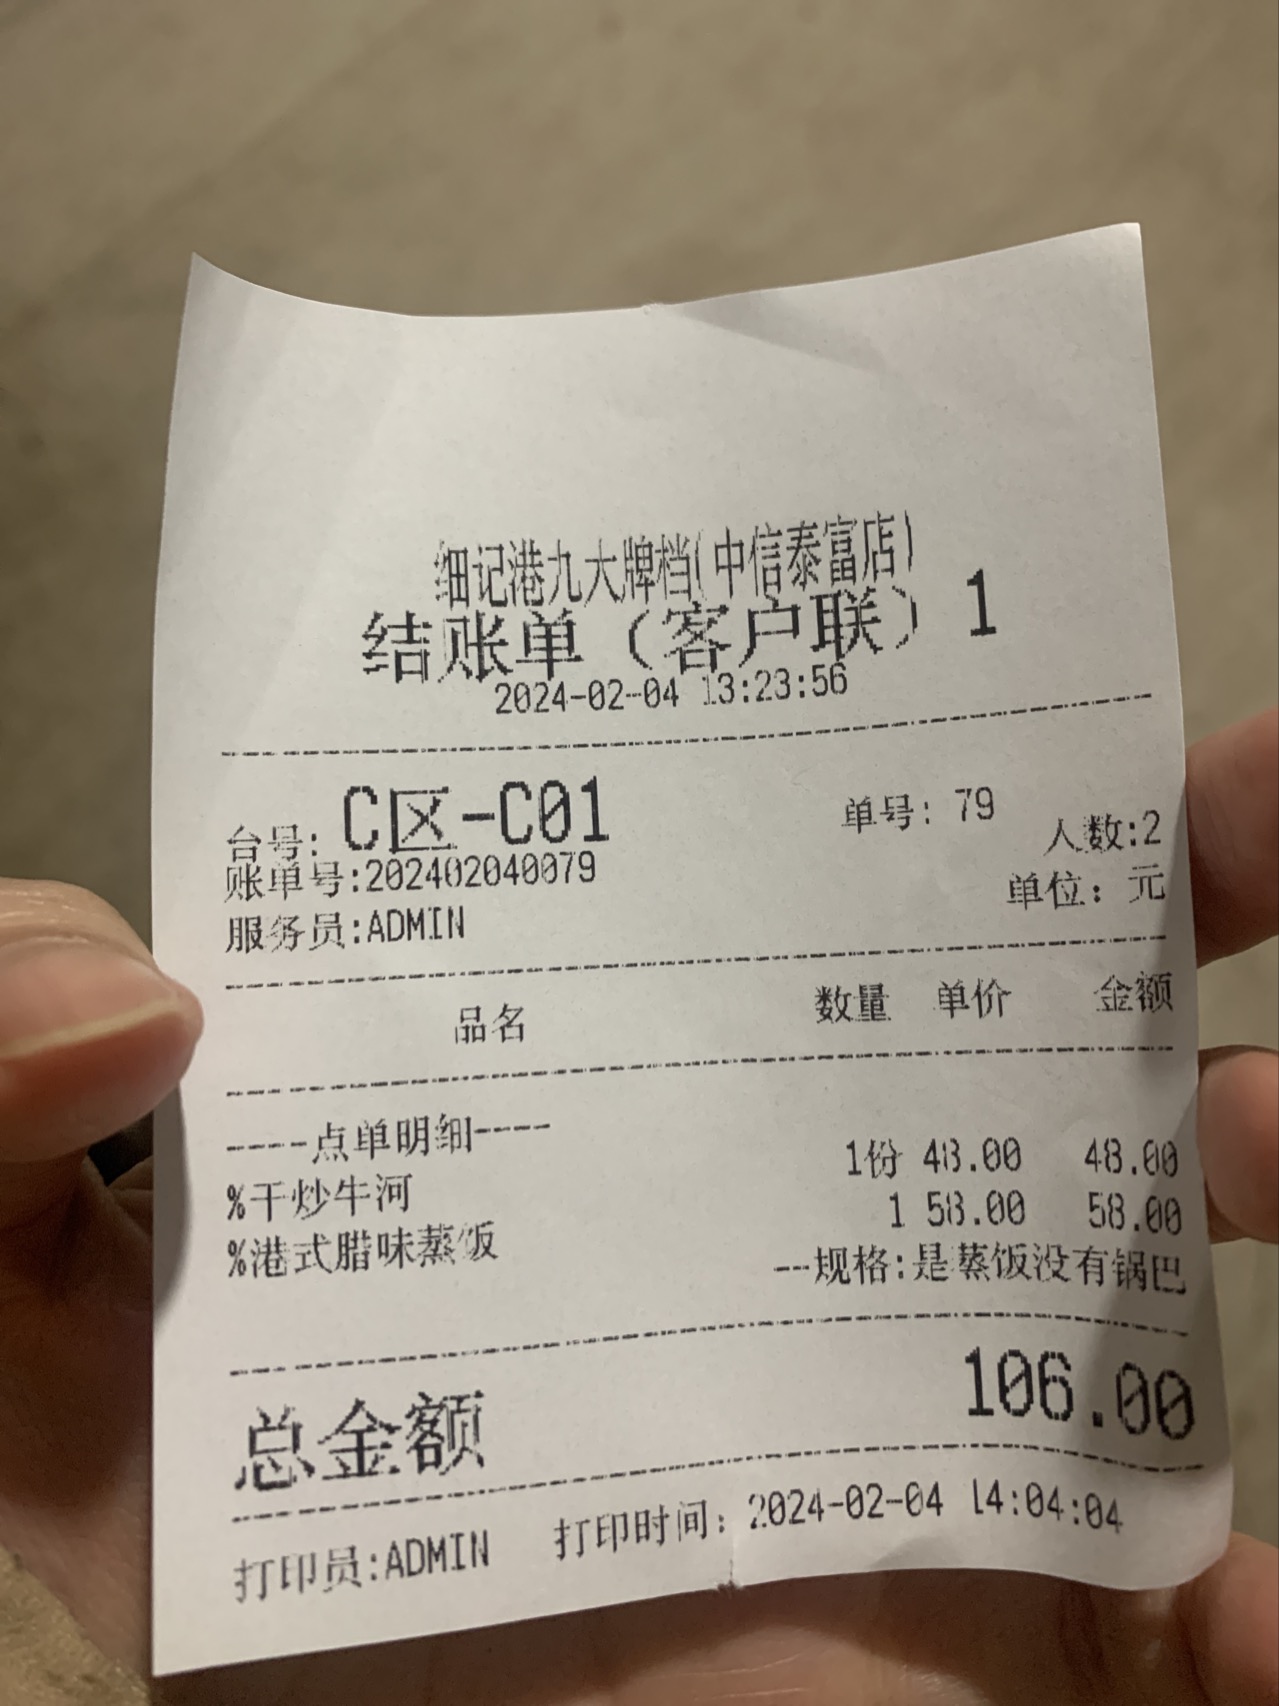 细记港九大牌档(中信泰富店)
结账单（客户联）1
2024-02-04 13:23:56
台号: C区-C01 单号: 79
人数:2
账单号:202402040079
单位: 元
服务员:ADMIN
品名 数量 单价 金额
----点单明细----
%干炒牛河 1份 48.00 48.00
%港式腊味蒸饭 1 58.00 58.00
--规格:是蒸饭没有锅巴
总金额 106.00
打印员:ADMIN 打印时间: 2024-02-04 14:04:04